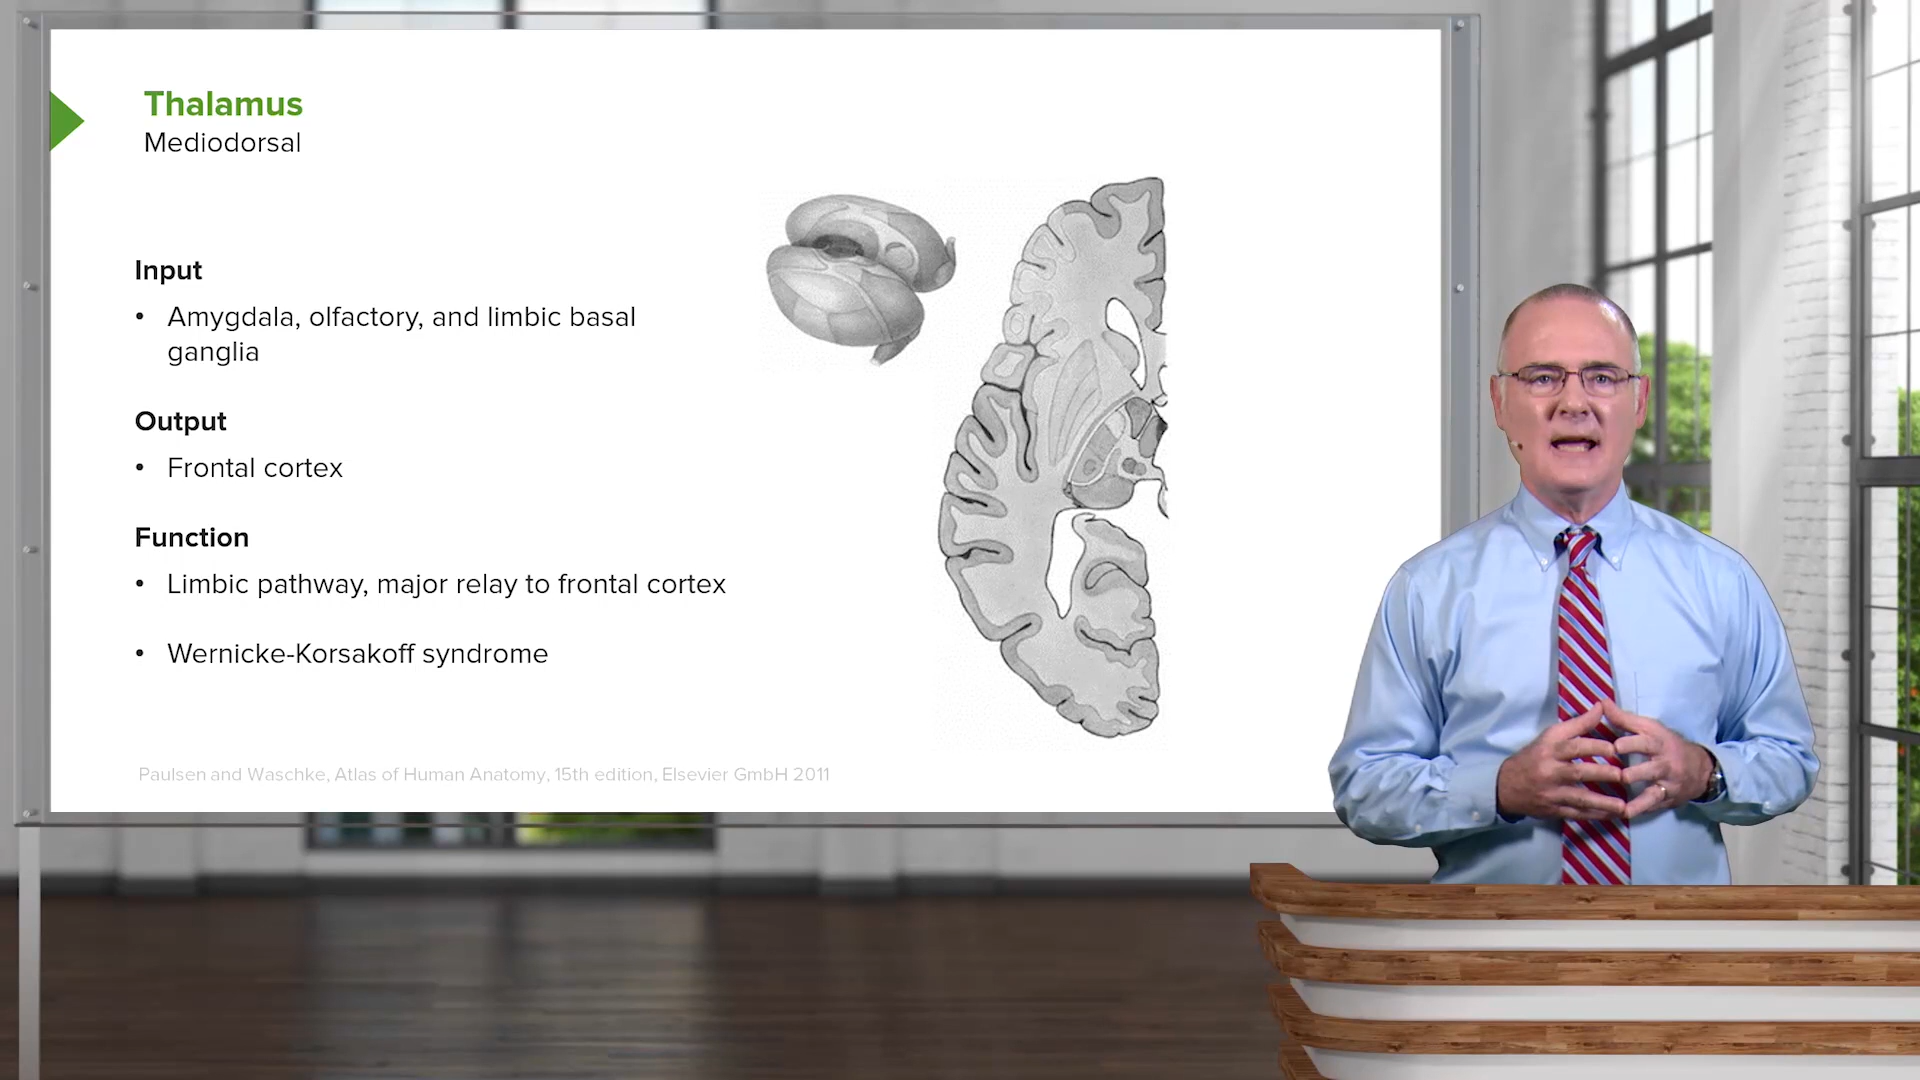 Thalamus
Mediodorsal
Input
• Amygdala, olfactory, and limbic basal
ganglia
Output
• Frontal cortex
Function
• Limbic pathway, major relay to frontal cortex
• Wernicke-Korsakoff syndrome
Paulsen and Waschke, Atlas of Human Anatomy, 15th edition, Elsevier GmbH 2011